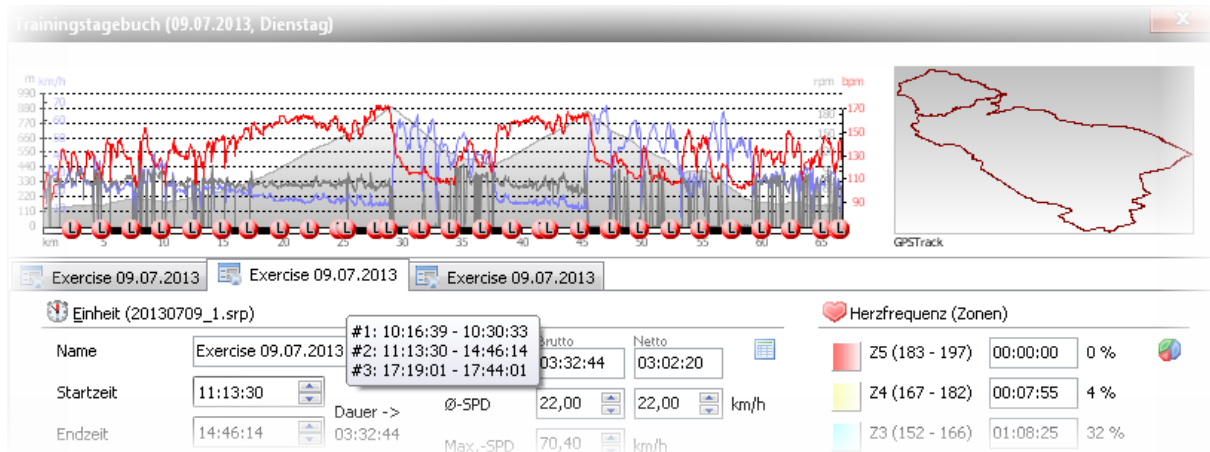 Trainingstagebuch (09.07.2013, Dienstag)
m km/h rpm bpm
990
880 70 180 170
770 60
660 150 150
550
440 130
330 110
220
110 90
0
km 5 10 15 20 25 30 35 40 45 50 55 60 65
L L L L L L L L L L L L L L L L L L L L L L L L L L L L L
GPSTrack
Exercise 09.07.2013 Exercise 09.07.2013 Exercise 09.07.2013
Einheit (20130709_1.srp) Herzfrequenz (Zonen)
#1: 10:16:39 - 10:30:33
#2: 11:13:30 - 14:46:14
#3: 17:19:01 - 17:44:01
Brutto Netto
Name Exercise 09.07.2013 03:32:44 03:02:20 Z5 (183 - 197) 00:00:00 0 %
Startzeit 11:13:30 Dauer -> Ø-SPD 22,00 22,00 km/h Z4 (167 - 182) 00:07:55 4 %
Endzeit 14:46:14 03:32:44 Max.-SPD 70,40 km/h Z3 (152 - 166) 01:08:25 32 %